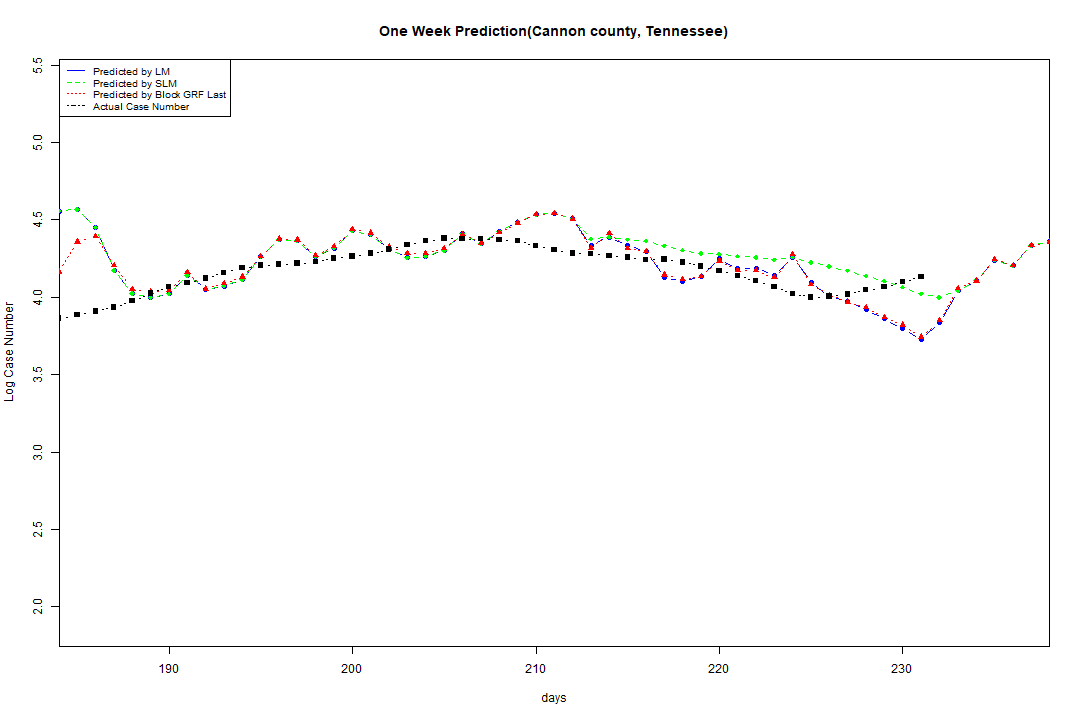 One Week Prediction(Cannon county, Tennessee)
Predicted by LM
Predicted by SLM
Predicted by Block GRF Last
Actual Case Number
Log Case Number
5.5
5.0
4.5
4.0
3.5
3.0
2.5
2.0
190 200 210 220 230
days